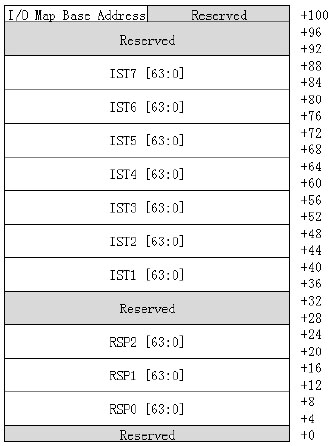 I/O Map Base Address Reserved +100
+96
Reserved
+92
+88
IST7 [63:0]
+84
+80
IST6 [63:0]
+76
+72
IST5 [63:0]
+68
+64
IST4 [63:0]
+60
+56
IST3 [63:0]
+52
+48
IST2 [63:0]
+44
+40
IST1 [63:0]
+36
+32
Reserved
+28
+24
RSP2 [63:0]
+20
+16
RSP1 [63:0]
+12
+8
RSP0 [63:0]
+4
Reserved +0